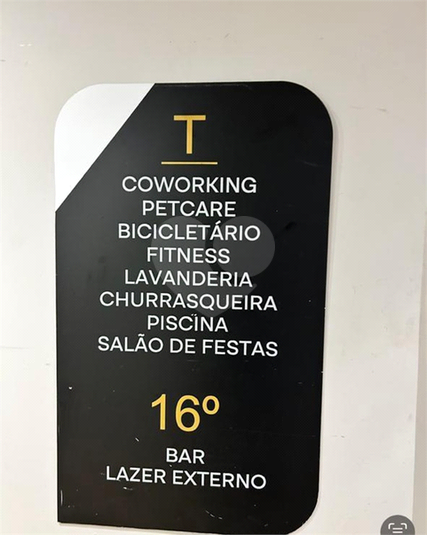 T
COWORKING
PETCARE
BICICLETÁRIO
FITNESS
LAVANDERIA
CHURRASQUEIRA
PISCINA
SALÃO DE FESTAS
16º
BAR
LAZER EXTERNO